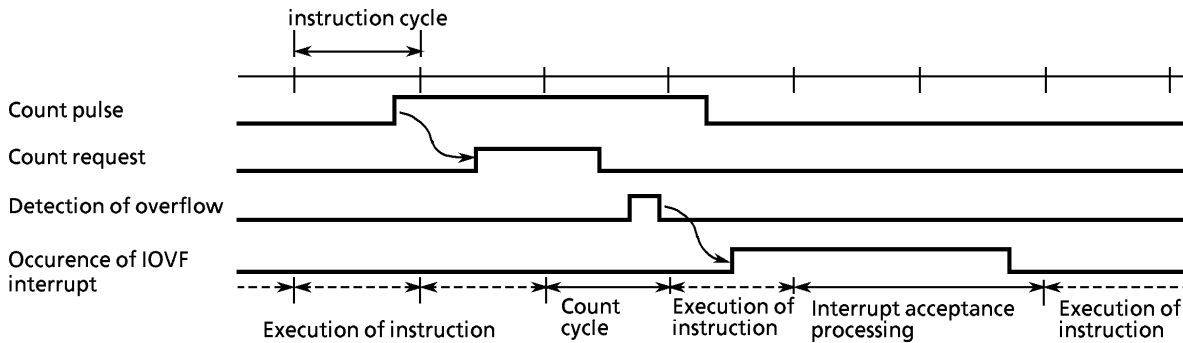 instruction cycle
Count pulse
Count request
Detection of overflow
Occurence of IOVF
interrupt
Execution of instruction
Count
cycle
Execution of
instruction
Interrupt acceptance
processing
Execution of
instruction